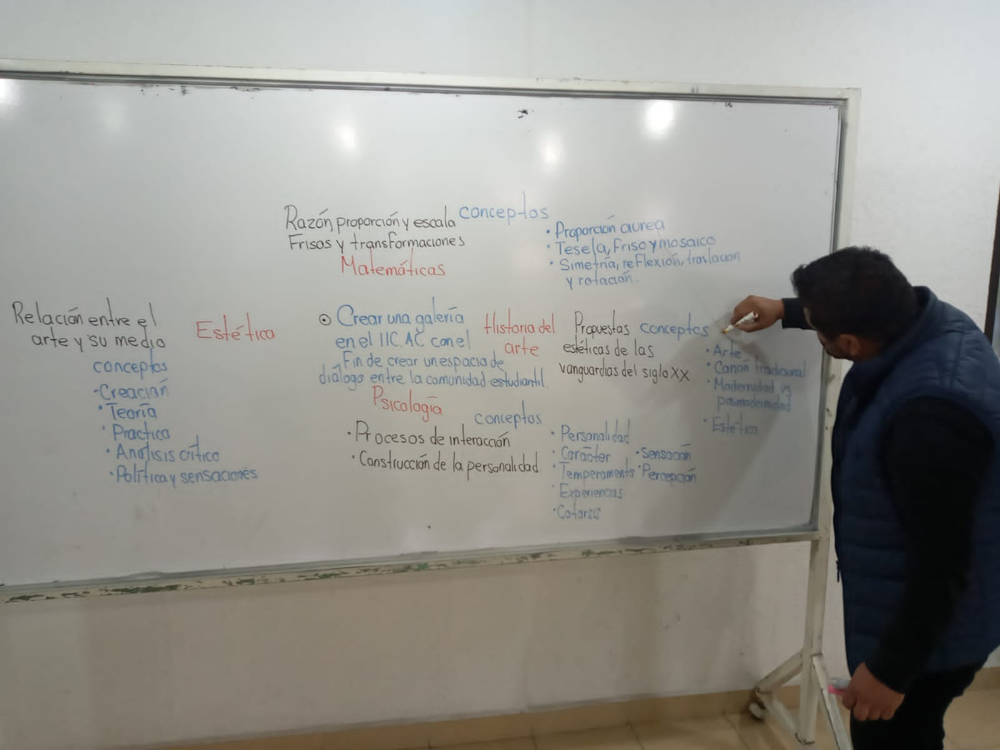 Razón, proporción y escala
Frisos y transformaciones
Matemáticas
conceptos
• Proporción aurea
• Tesela, Friso y mosaico
• Simetría, reflexión, traslacion
y rotación.
Relación entre el
arte y su medio
Estético
conceptos
- Creación
• Teoría
• Practica
• Análisis crítico
• Política y sensaciones
⊙ Crear una galería
en el IIC, AC con el
Fin de crear un espacio de
diálogo entre la comunidad estudiantil.
Historia del
arte
Propuestas
estéticas de las
vanguardias del siglo XX
conceptos
• Arte
• Canon tradicional
• Modernidad vs
posmodernidad
• Estética
Psicología
• Procesos de interacción
• Construcción de la personalidad
conceptos
• Personalidad
• Carácter
• Temperamento
• Experiencias
• Catarsis
• Sensación
• Percepción